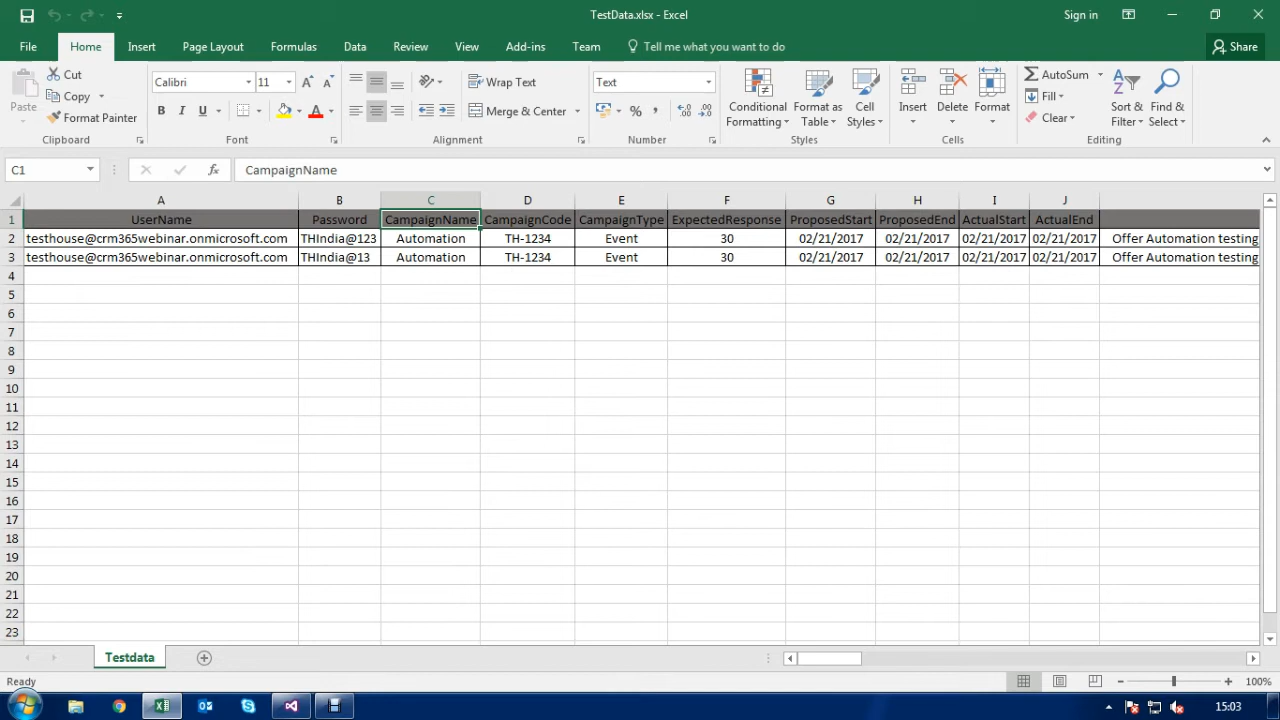 TestData.xlsx - Excel
Sign in
File Home Insert Page Layout Formulas Data Review View Add-ins Team Tell me what you want to do Share
Paste
Cut
Copy
Format Painter
Clipboard
Calibri 11
B I U A
Font
Wrap Text
Merge & Center
Alignment
Text
%
Number
Conditional Formatting
Format as Table
Cell Styles
Styles
Insert
Delete
Format
Cells
AutoSum
Fill
Clear
Sort & Filter
Find & Select
Editing
C1 fx CampaignName
A B C D E F G H I J
1 UserName Password CampaignName CampaignCode CampaignType ExpectedResponse ProposedStart ProposedEnd ActualStart ActualEnd
2 testhouse@crm365webinar.onmicrosoft.com THIndia@123 Automation TH-1234 Event 30 02/21/2017 02/21/2017 02/21/2017 02/21/2017 Offer Automation testing
3 testhouse@crm365webinar.onmicrosoft.com THIndia@13 Automation TH-1234 Event 30 02/21/2017 02/21/2017 02/21/2017 02/21/2017 Offer Automation testing
4
5
6
7
8
9
10
11
12
13
14
15
16
17
18
19
20
21
22
23
Testdata
Ready
100%
15:03